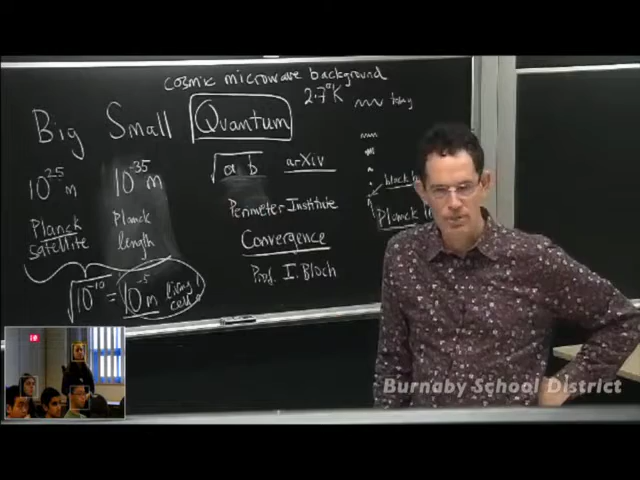 cosmic microwave background
2.7°K today
Big Small Quantum
10^25 m 10^-35 m √a b arXiv
black
Planck satellite
Planck length
Perimeter Institute
Planck
Convergence
Prof. I. Bloch
√10^-10 = 10^-5 m living
Burnaby School District